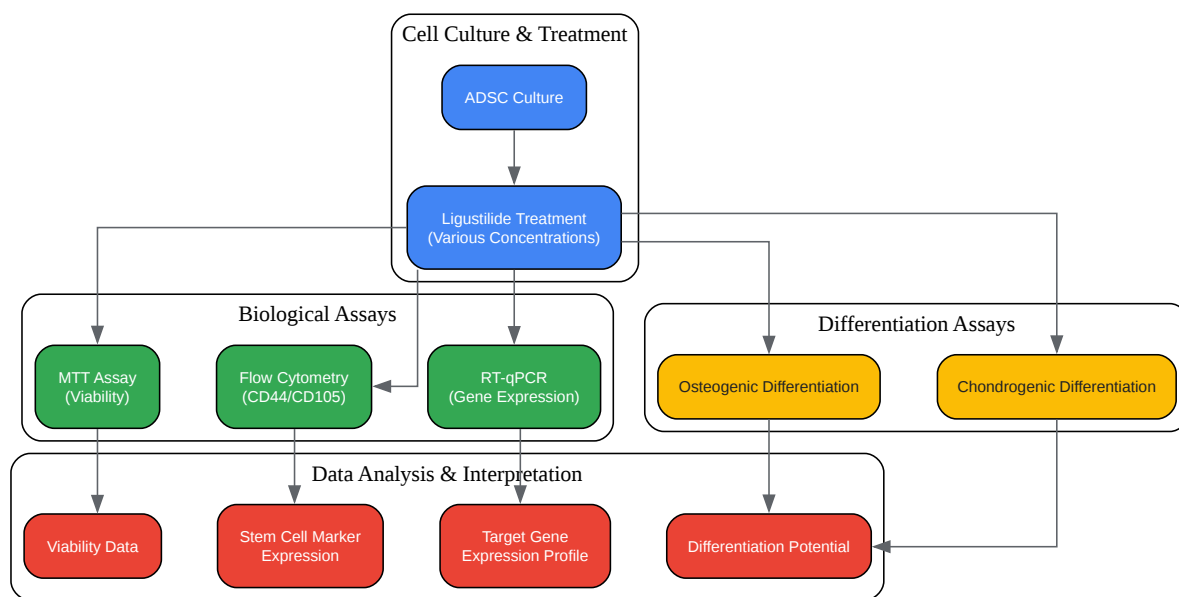 Cell Culture & Treatment
ADSC Culture
Ligustilide Treatment
(Various Concentrations)
Biological Assays
Differentiation Assays
MTT Assay
(Viability)
Flow Cytometry
(CD44/CD105)
RT-qPCR
(Gene Expression)
Osteogenic Differentiation
Chondrogenic Differentiation
Data Analysis & Interpretation
Viability Data
Stem Cell Marker
Expression
Target Gene
Expression Profile
Differentiation Potential